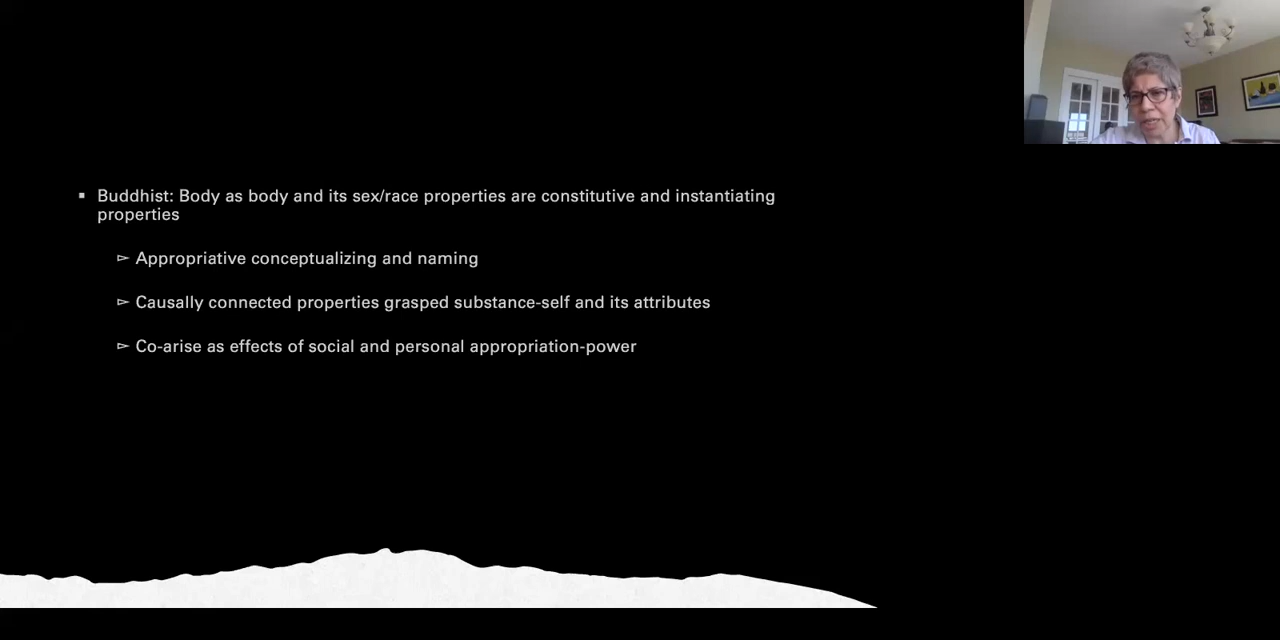 ▪ Buddhist: Body as body and its sex/race properties are constitutive and instantiating
properties
▻ Appropriative conceptualizing and naming
▻ Causally connected properties grasped substance-self and its attributes
▻ Co-arise as effects of social and personal appropriation-power